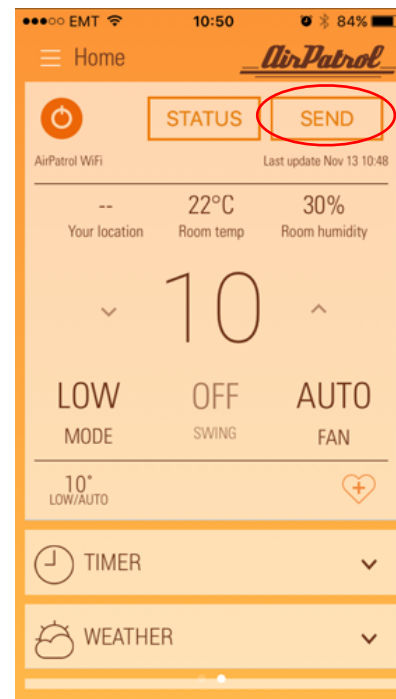 EMT 10:50 84%
Home AirPatrol
STATUS SEND
AirPatrol WiFi Last update Nov 13 10:48
-- 22°C 30%
Your location Room temp Room humidity
10
LOW OFF AUTO
MODE SWING FAN
10°
LOW/AUTO
TIMER
WEATHER